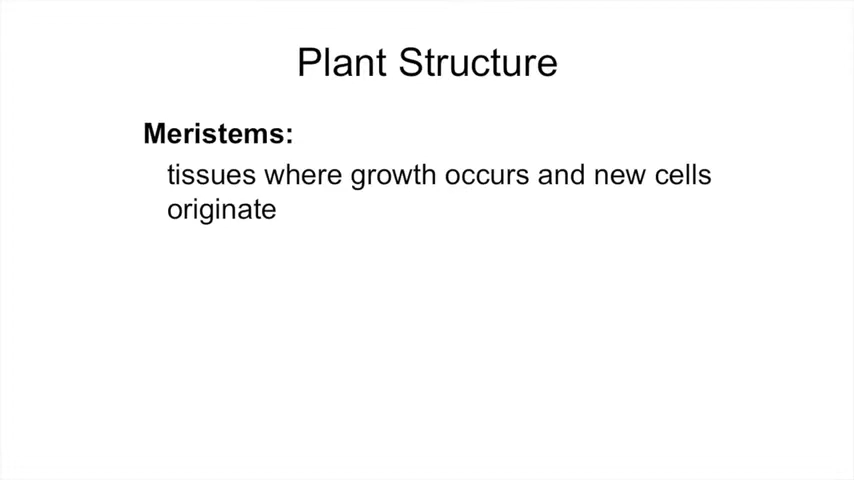 Plant Structure
Meristems:
tissues where growth occurs and new cells
originate